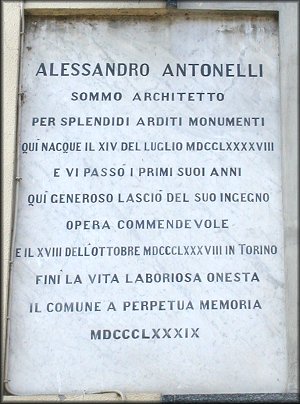 ALESSANDRO ANTONELLI
SOMMO ARCHITETTO
PER SPLENDIDI ARDITI MONUMENTI
QUI NACQUE IL XIV DEL LUGLIO MDCCLXXXXVIII
E VI PASSÒ I PRIMI SUOI ANNI
QUI GENEROSO LASCIÒ DEL SUO INGEGNO
OPERA COMMENDEVOLE
E IL XVIII DELL'OTTOBRE MDCCCLXXXVIII IN TORINO
FINÌ LA VITA LABORIOSA ONESTA
IL COMUNE A PERPETUA MEMORIA
MDCCCLXXXIX